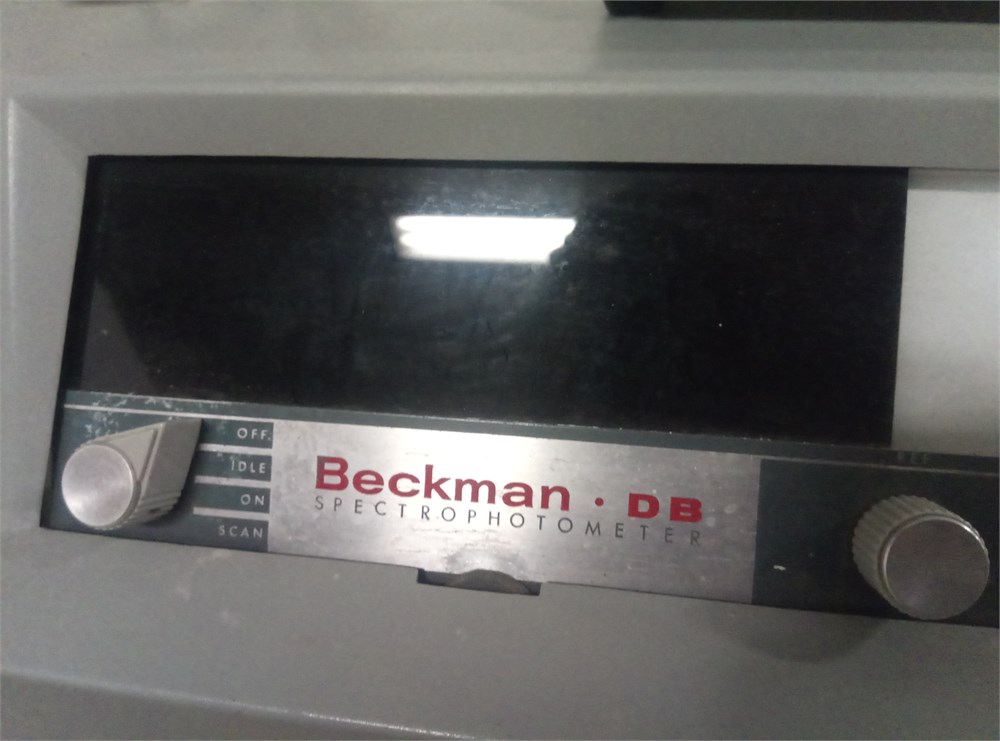 OFF
IDLE
ON
SCAN
Beckman · DB
SPECTROPHOTOMETER